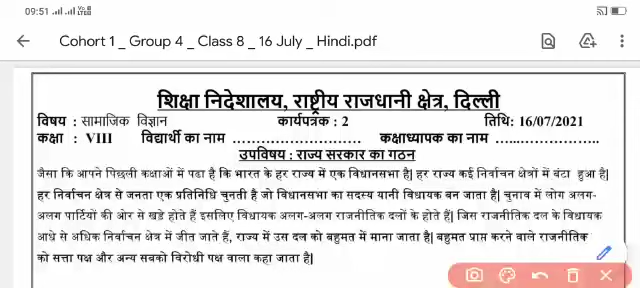 09:51
Cohort 1 _ Group 4 _ Class 8 _ 16 July _ Hindi.pdf
शिक्षा निदेशालय, राष्ट्रीय राजधानी क्षेत्र, दिल्ली
विषय : सामाजिक विज्ञान कार्यपत्रक : 2 तिथि: 16/07/2021
कक्षा : VIII विद्यार्थी का नाम ........................... कक्षाध्यापक का नाम .....................
उपविषय : राज्य सरकार का गठन
जैसा कि आपने पिछली कक्षाओं में पढा है कि भारत के हर राज्य में एक विधानसभा है| हर राज्य कई निर्वाचन क्षेत्रों में बंटा हुआ है|
हर निर्वाचन क्षेत्र से जनता एक प्रतिनिधि चुनती है जो विधानसभा का सदस्य यानी विधायक बन जाता है| चुनाव में लोग अलग-
अलग पार्टियों की ओर से खडे होते हैं इसलिए विधायक अलग-अलग राजनीतिक दलों के होते हैं| जिस राजनीतिक दल के विधायक
आधे से अधिक निर्वाचन क्षेत्र में जीत जाते हैं, राज्य में उस दल को बहुमत में माना जाता है| बहुमत प्राप्त करने वाले राजनीतिक
को सत्ता पक्ष और अन्य सबको विरोधी पक्ष वाला कहा जाता है|